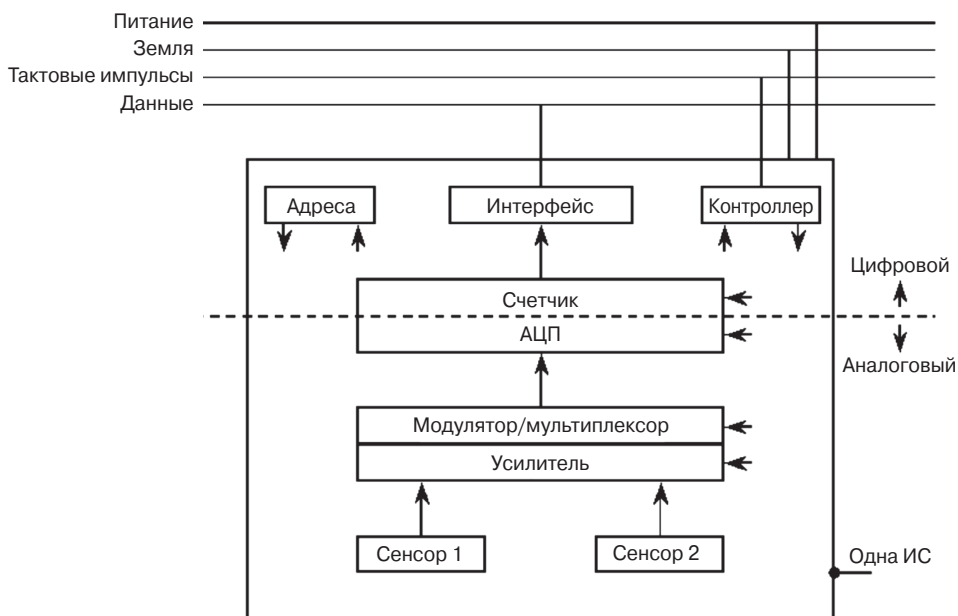 Питание
Земля
Тактовые импульсы
Данные
Адреса
Интерфейс
Контроллер
Цифровой
Счетчик
АЦП
Аналоговый
Модулятор/мультиплексор
Усилитель
Сенсор 1
Сенсор 2
Одна ИС